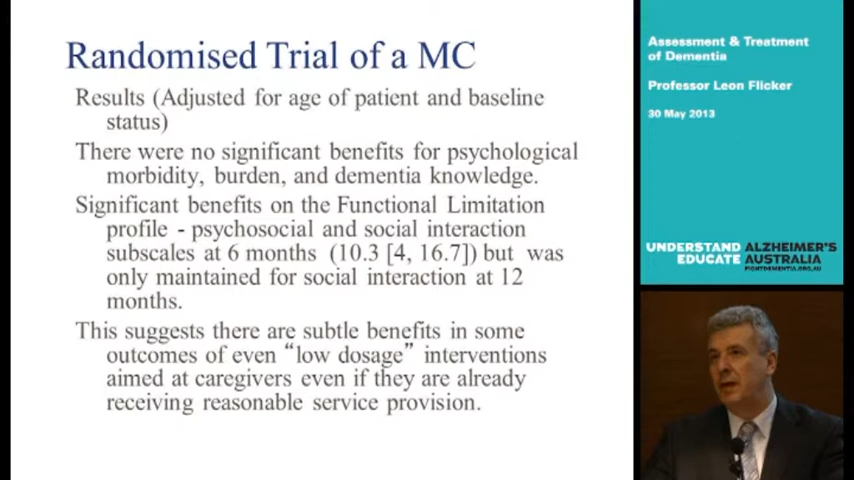 Randomised Trial of a MC
Results (Adjusted for age of patient and baseline
status)
There were no significant benefits for psychological
morbidity, burden, and dementia knowledge.
Significant benefits on the Functional Limitation
profile - psychosocial and social interaction
subscales at 6 months (10.3 [4, 16.7]) but was
only maintained for social interaction at 12
months.
This suggests there are subtle benefits in some
outcomes of even “low dosage” interventions
aimed at caregivers even if they are already
receiving reasonable service provision.
Assessment & Treatment
of Dementia
Professor Leon Flicker
30 May 2013
UNDERSTAND ALZHEIMER'S
EDUCATE AUSTRALIA
FIGHTDEMENTIA.ORG.AU